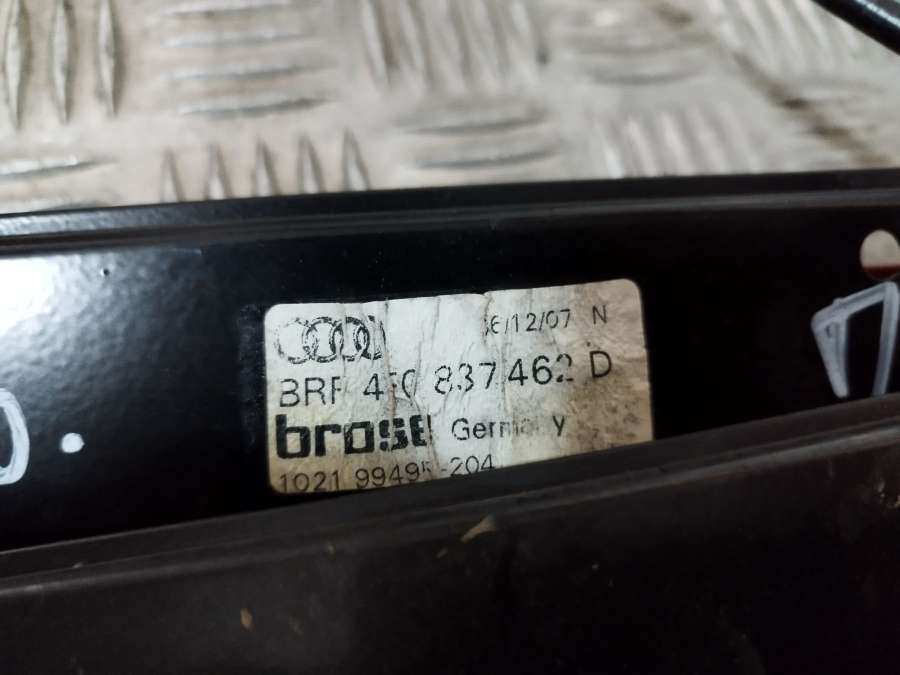 6/12/07 N
BRF 4F0 837 462 D
brose Germany
1021 99495-204